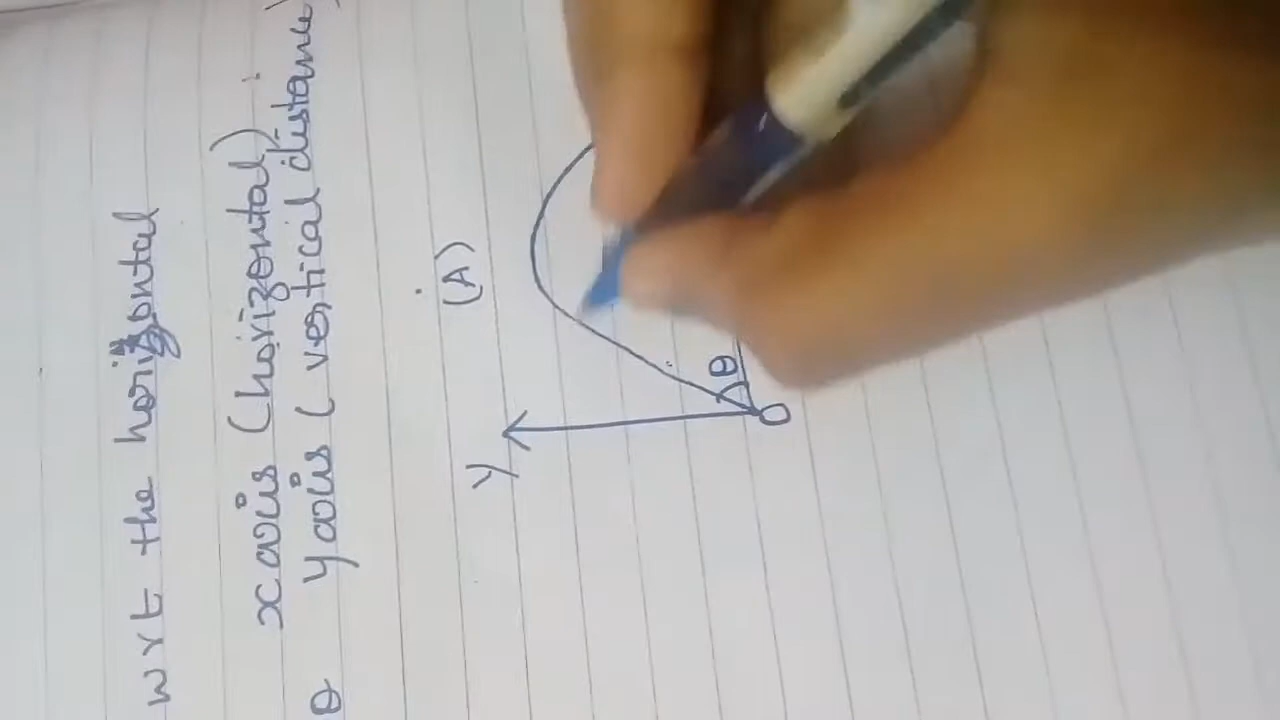 wrt the horizontal
x axis (horizontal)
θ y axis (vertical distance)
(A)
y
θ
O